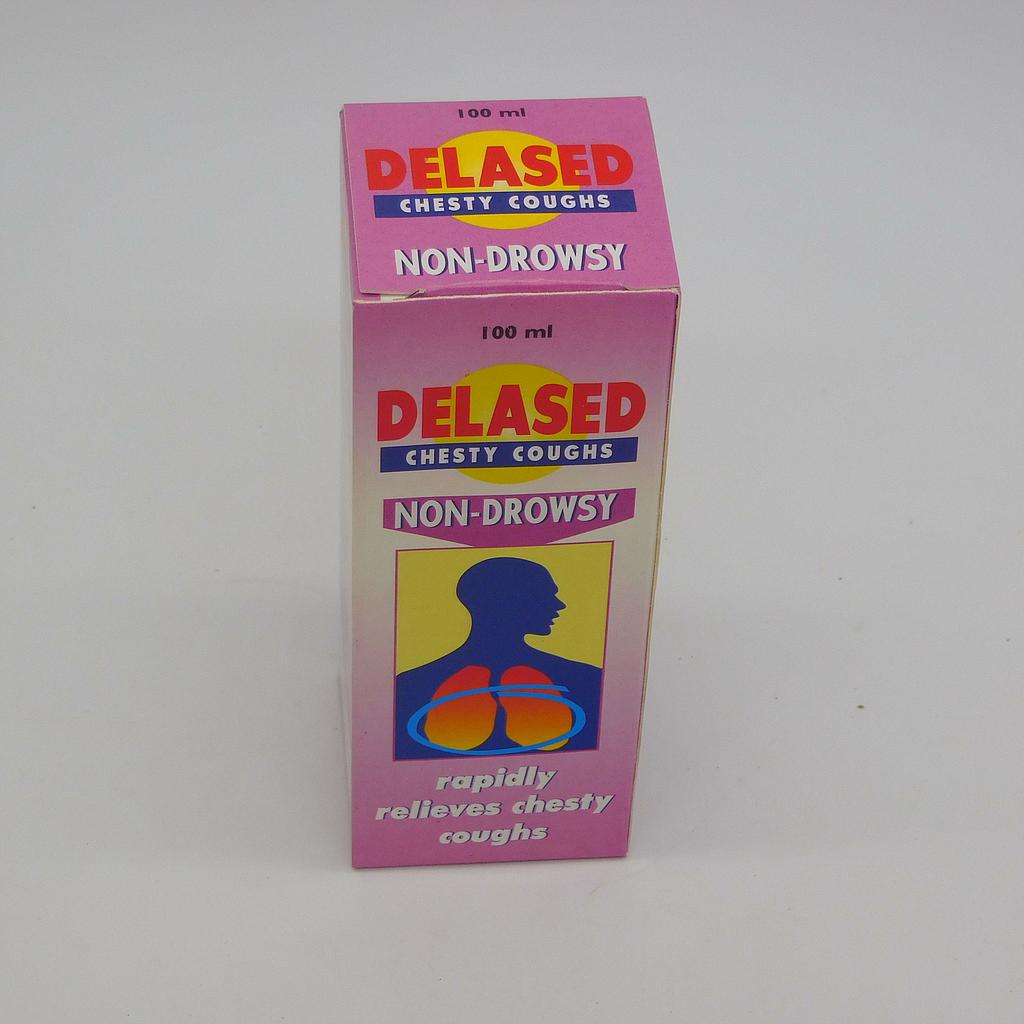 100 ml
DELASED
CHESTY COUGHS
NON-DROWSY
100 ml
DELASED
CHESTY COUGHS
NON-DROWSY
rapidly
relieves chesty
coughs